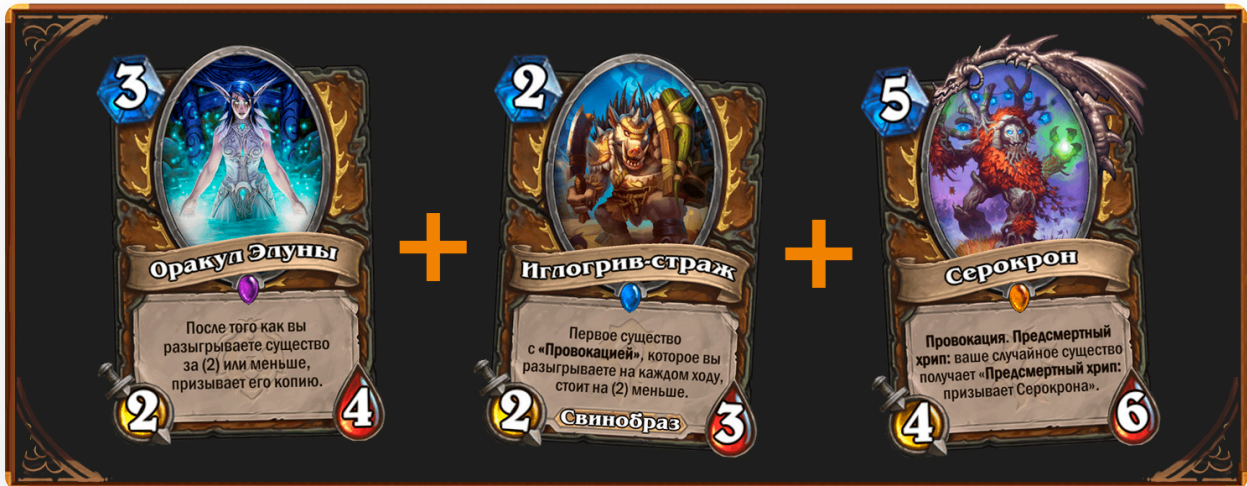 3
Оракул Элуны
После того как вы
разыгрываете существо
за (2) или меньше,
призывает его копию.
2
4
+
2
Иглогрив-страж
Первое существо
с «Провокацией», которое вы
разыгрываете на каждом ходу,
стоит на (2) меньше.
2
Свинобраз
3
+
5
Серокрон
Провокация. Предсмертный
хрип: ваше случайное существо
получает «Предсмертный хрип:
призывает Серокрона».
4
6